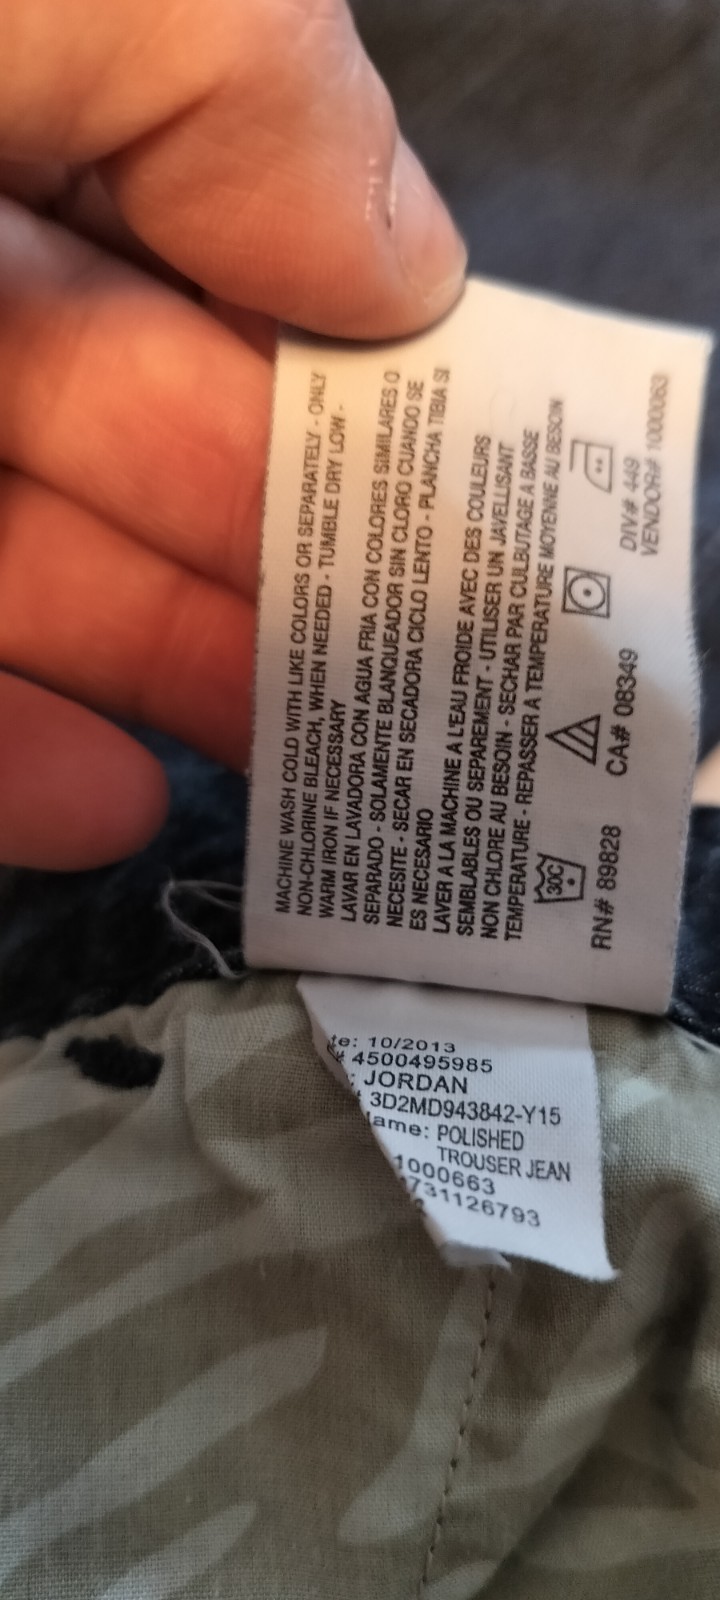 MACHINE WASH COLD WITH LIKE COLORS OR SEPARATELY - ONLY
NON-CHLORINE BLEACH, WHEN NEEDED - TUMBLE DRY LOW -
WARM IRON IF NECESSARY
LAVAR EN LAVADORA CON AGUA FRIA CON COLORES SIMILARES O
SEPARADO - SOLAMENTE BLANQUEADOR SIN CLORO CUANDO SE
NECESITE - SECAR EN SECADORA CICLO LENTO - PLANCHA TIBIA SI
ES NECESARIO
LAVER A LA MACHINE A L'EAU FROIDE AVEC DES COULEURS
SEMBLABLES OU SEPAREMENT - UTILISER UN JAVELLISANT
NON CHLORE AU BESOIN - SECHAR PAR CULBUTAGE A BASSE
TEMPERATURE - REPASSER A TEMPERATURE MOYENNE AU BESOIN
30C
RN# 89828 CA# 08349 DIV# 449
VENDOR# 1000063
te: 10/2013
# 4500495985
: JORDAN
3D2MD943842-Y15
lame: POLISHED
TROUSER JEAN
1000663
731126793